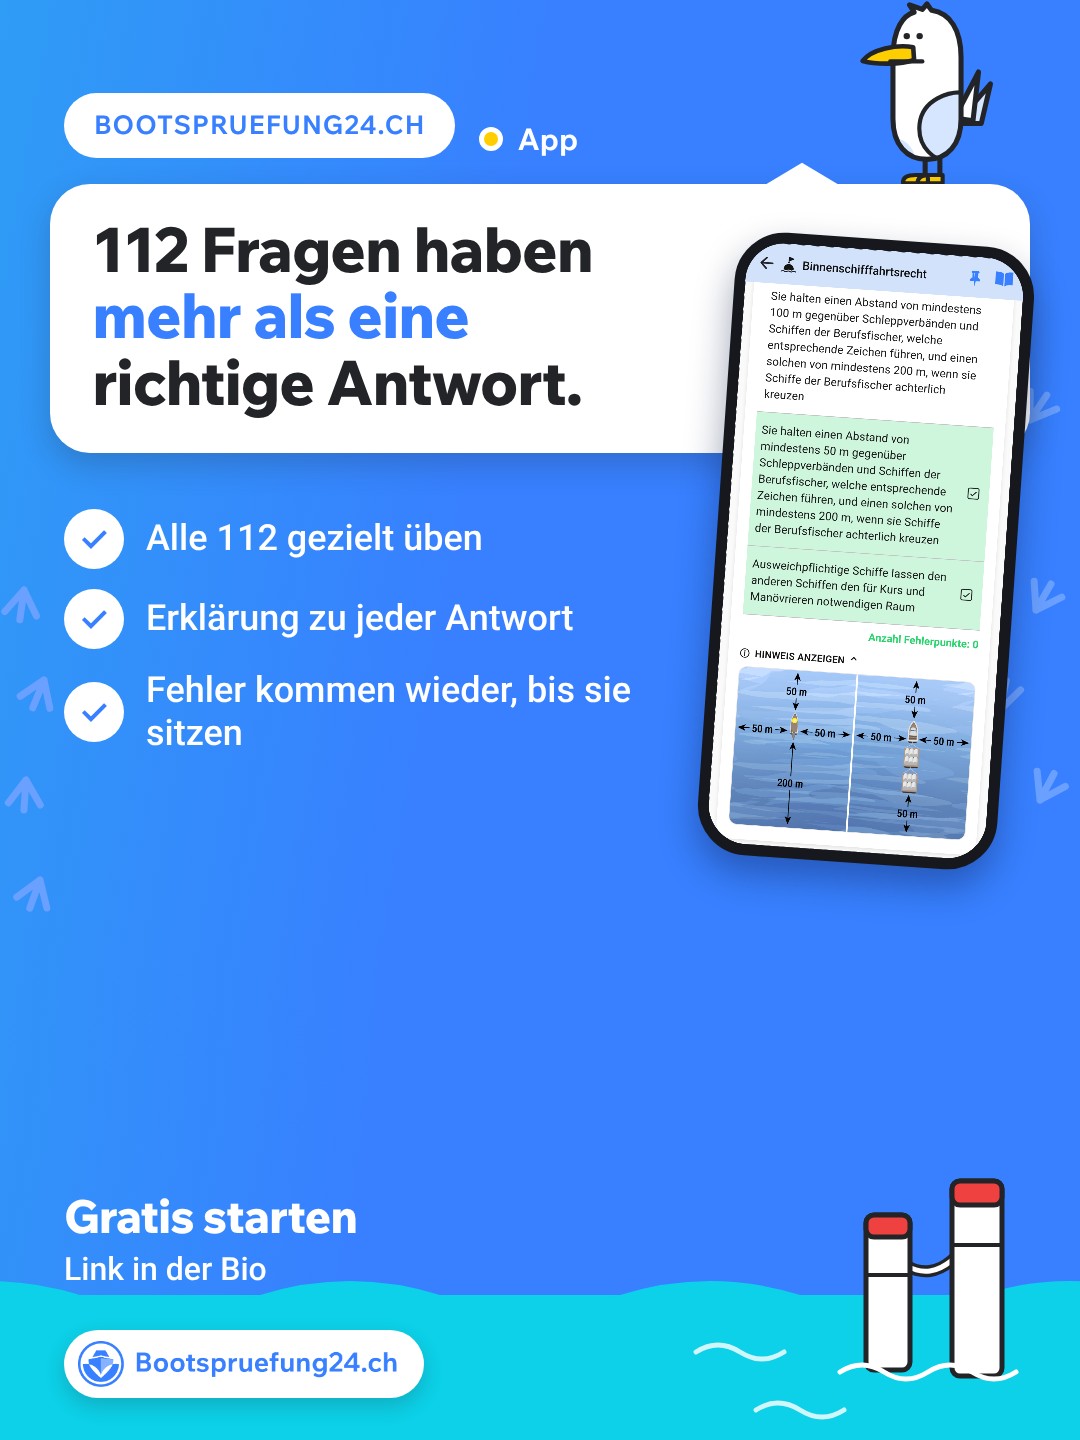 BOOTSPRUEFUNG24.CH
App
112 Fragen haben
mehr als eine
richtige Antwort.
Alle 112 gezielt üben
Erklärung zu jeder Antwort
Fehler kommen wieder, bis sie
sitzen
Binnenschifffahrtsrecht
Sie halten einen Abstand von mindestens
100 m gegenüber Schleppverbänden und
Schiffen der Berufsfischer, welche
entsprechende Zeichen führen, und einen
solchen von mindestens 200 m, wenn sie
Schiffe der Berufsfischer achterlich
kreuzen
Sie halten einen Abstand von
mindestens 50 m gegenüber
Schleppverbänden und Schiffen der
Berufsfischer, welche entsprechende
Zeichen führen, und einen solchen von
mindestens 200 m, wenn sie Schiffe
der Berufsfischer achterlich kreuzen
Ausweichpflichtige Schiffe lassen den
anderen Schiffen den für Kurs und
Manövrieren notwendigen Raum
Anzahl Fehlerpunkte: 0
HINWEIS ANZEIGEN
50 m
50 m
50 m
50 m
200 m
50 m
50 m
50 m
Gratis starten
Link in der Bio
Bootspruefung24.ch